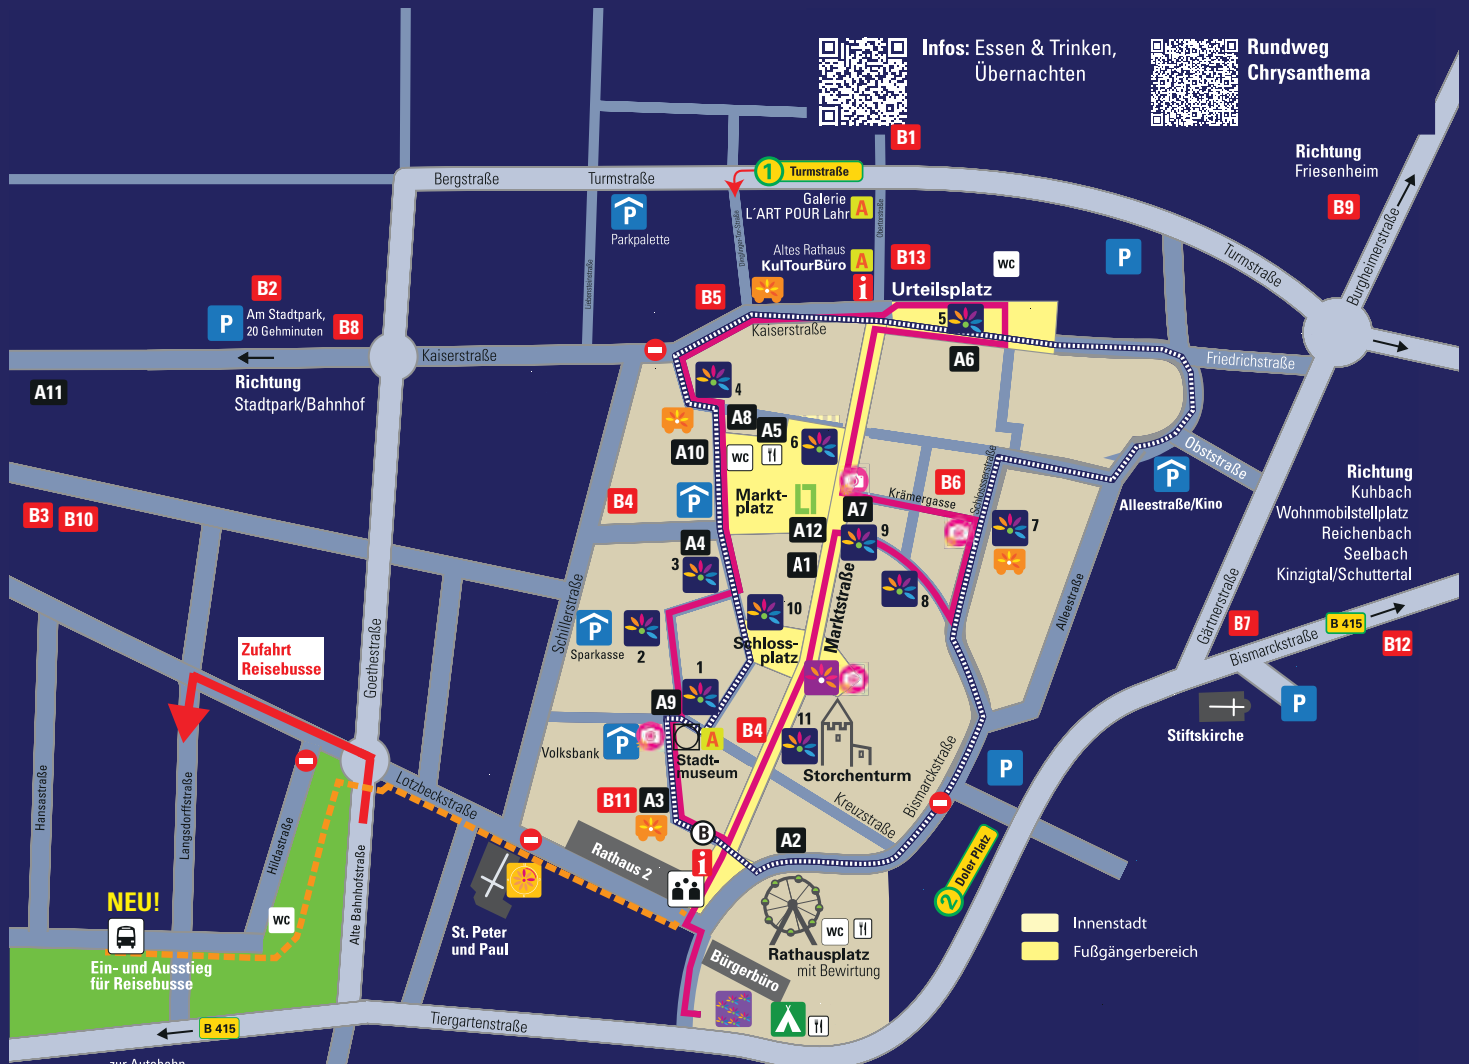 Infos: Essen & Trinken,
Übernachten
Rundweg
Chrysanthema
B1
Richtung
Friesenheim
B9
Bergstraße
Turmstraße
1
Turmstraße
P
Parkpalette
Galerie
L'ART POUR Lahr
A
Altes Rathaus
KulTourBüro
A
B13
WC
P
Turmstraße
Burgheimerstraße
B2
P
Am Stadtpark,
20 Gehminuten
B8
B5
i
Urteilsplatz
5
Kaiserstraße
Kaiserstraße
A6
Friedrichstraße
Richtung
Stadtpark/Bahnhof
A11
4
A8
A5
6
A10
WC
B4
P
Markt-
platz
Krämergasse
B6
Schlosserstraße
Obststraße
P
Alleestraße/Kino
Richtung
Kuhbach
Wohnmobilstellplatz
Reichenbach
Seelbach
Kinzigtal/Schuttertal
B3
B10
A7
A12
9
7
A4
3
A1
8
Schillerstraße
10
Marktstraße
Alleestraße
Gärtnerstraße
P
Sparkasse
2
Schloss-
platz
B7
Bismarckstraße
B 415
B12
Zufahrt
Reisebusse
Goethestraße
1
A9
P
Stiftskirche
Volksbank
P
A
Stadt-
museum
B4
11
Storchenturm
Bismarckstraße
P
Hansastraße
Langsdorffstraße
Hildastraße
Lotzbeckstraße
B11
A3
B
Kreuzstraße
A2
Rathaus 2
i
2
Doler Platz
NEU!
WC
Alte Bahnhofstraße
St. Peter
und Paul
WC
Rathausplatz
mit Bewirtung
Innenstadt
Fußgängerbereich
Ein- und Ausstieg
für Reisebusse
Bürgerbüro
B 415
Tiergartenstraße